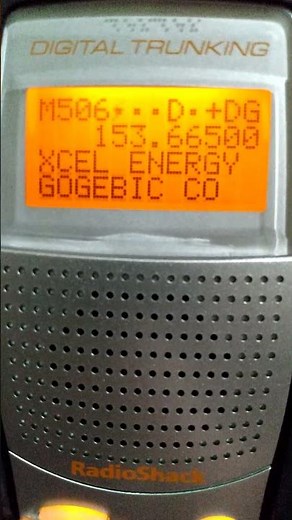 DIGITAL TRUNKING
M506▪▪▪D▪+DG
153.66500
XCEL ENERGY
GOGEBIC CO
RadioShack